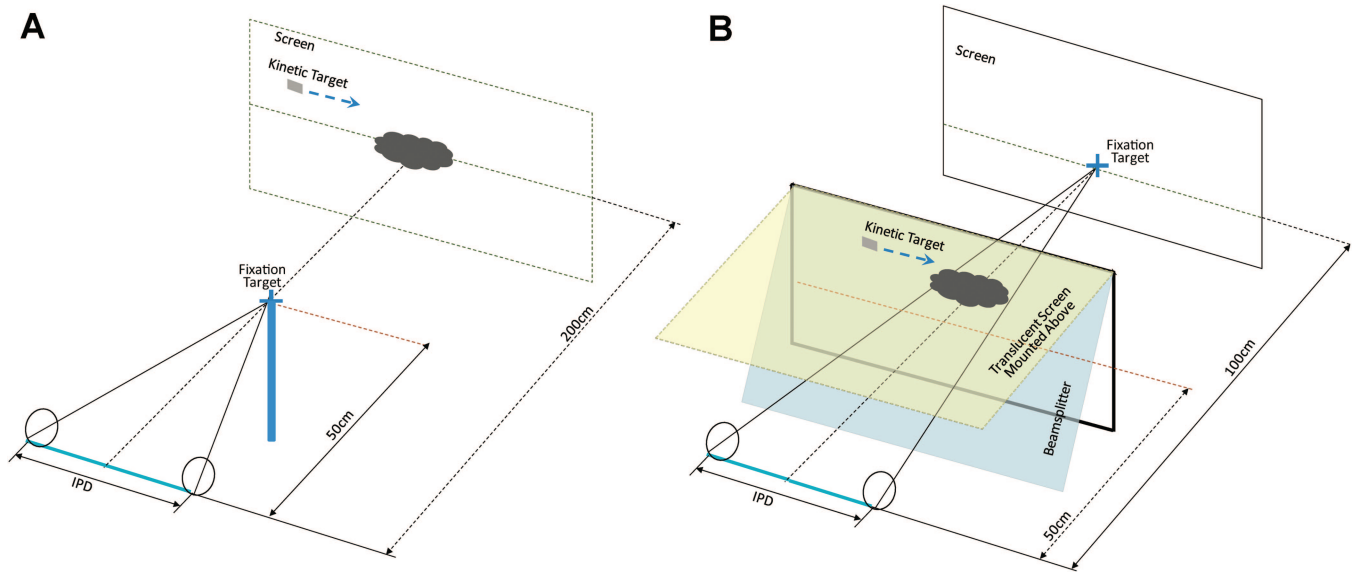 A
Screen
Kinetic Target
Fixation
Target
200cm
50cm
IPD
B
Screen
Fixation
Target
Kinetic Target
Translucent Screen
Mounted Above
Beamsplitter
100cm
50cm
IPD